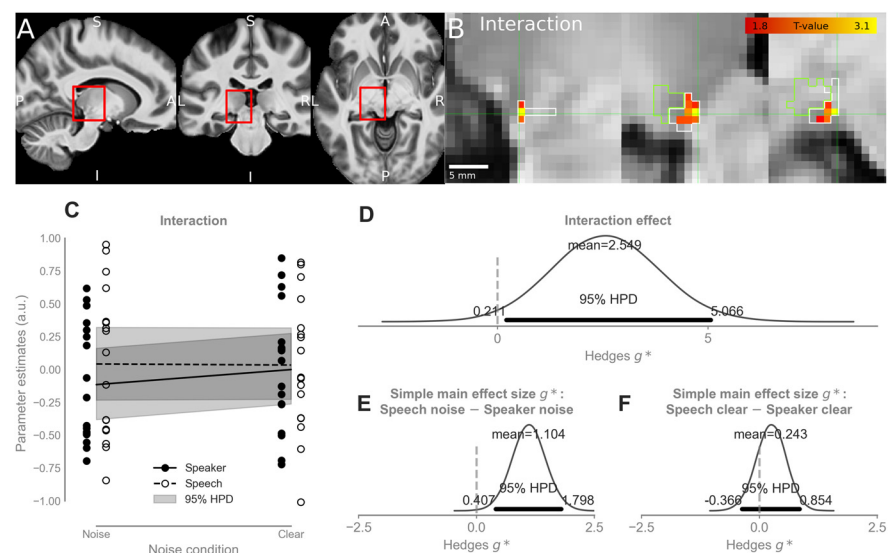 A
S
S
A
P
A
L
R
L
R
I
I
P
B
Interaction
1.8
T-value
3.1
5 mm
C
Interaction
1.00
0.75
0.50
0.25
0.00
−0.25
−0.50
−0.75
−1.00
Parameter estimates (a.u.)
Speaker
Speech
95% HPD
Noise
Clear
Noise condition
D
Interaction effect
mean=2.549
95% HPD
0.211
5.066
0
5
Hedges g*
E
Simple main effect size g*:
Speech noise − Speaker noise
mean=1.104
95% HPD
0.407
1.798
−2.5
0.0
2.5
Hedges g*
F
Simple main effect size g*:
Speech clear − Speaker clear
mean=0.243
95% HPD
-0.366
0.854
−2.5
0.0
2.5
Hedges g*